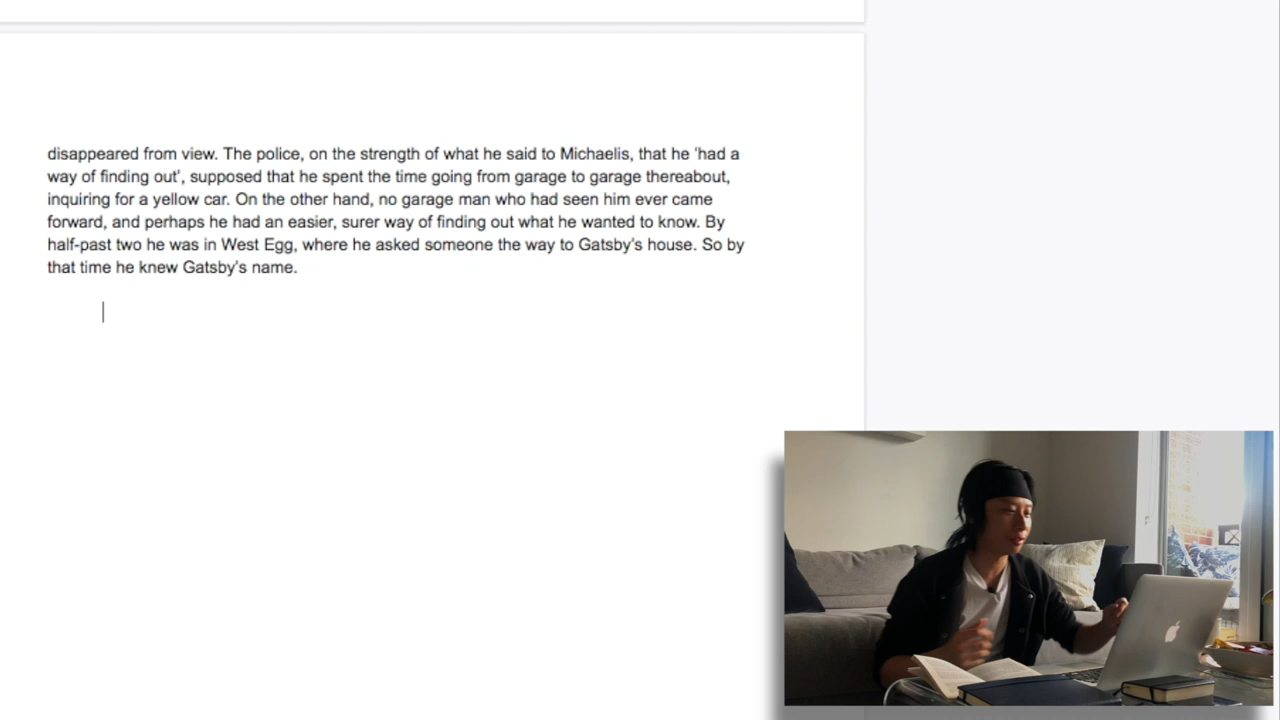 disappeared from view. The police, on the strength of what he said to Michaelis, that he 'had a
way of finding out', supposed that he spent the time going from garage to garage thereabout,
inquiring for a yellow car. On the other hand, no garage man who had seen him ever came
forward, and perhaps he had an easier, surer way of finding out what he wanted to know. By
half-past two he was in West Egg, where he asked someone the way to Gatsby's house. So by
that time he knew Gatsby's name.